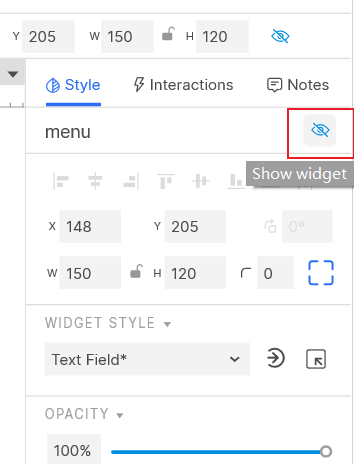 Y 205 W 150 H 120
Style Interactions Notes
menu
Show widget
X 148 Y 205 0°
W 150 H 120 0
WIDGET STYLE
Text Field*
OPACITY
100%